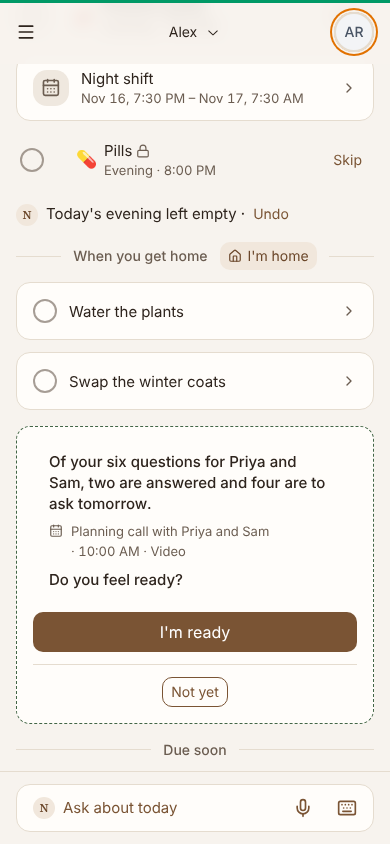 Alex
AR
Night shift
Nov 16, 7:30 PM – Nov 17, 7:30 AM
Pills
Evening · 8:00 PM
Skip
N Today's evening left empty · Undo
When you get home
I'm home
Water the plants
Swap the winter coats
Of your six questions for Priya and
Sam, two are answered and four are to
ask tomorrow.
Planning call with Priya and Sam
· 10:00 AM · Video
Do you feel ready?
I'm ready
Not yet
Due soon
N Ask about today